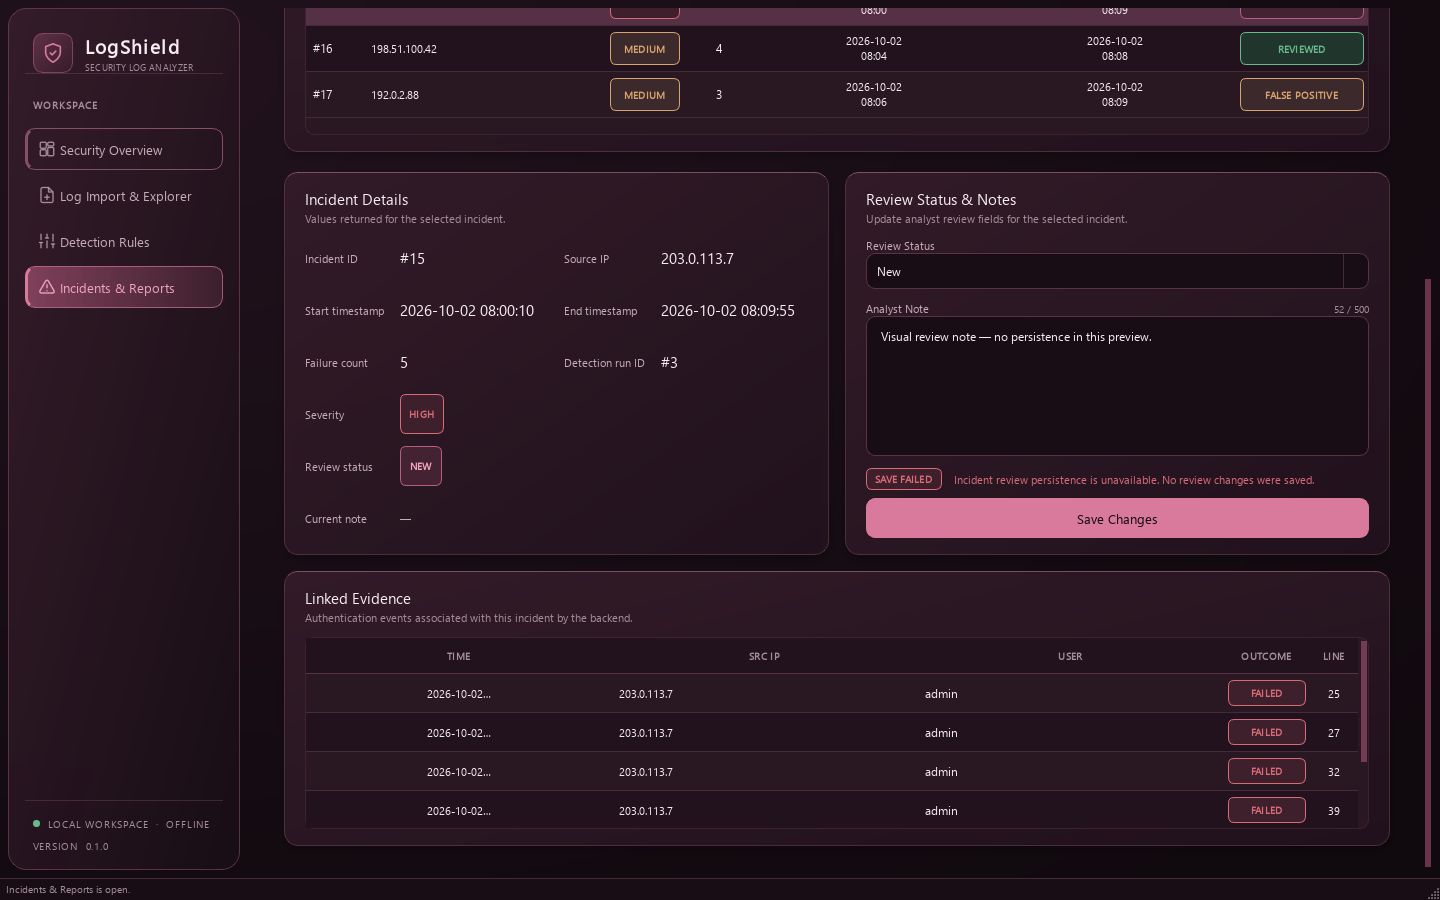 LogShield
SECURITY LOG ANALYZER
WORKSPACE
Security Overview
Log Import & Explorer
Detection Rules
Incidents & Reports
LOCAL WORKSPACE · OFFLINE
VERSION 0.1.0
08:00 08:09
#16 198.51.100.42 MEDIUM 4 2026-10-02 08:04 2026-10-02 08:08 REVIEWED
#17 192.0.2.88 MEDIUM 3 2026-10-02 08:06 2026-10-02 08:09 FALSE POSITIVE
Incident Details
Values returned for the selected incident.
Incident ID #15 Source IP 203.0.113.7
Start timestamp 2026-10-02 08:00:10 End timestamp 2026-10-02 08:09:55
Failure count 5 Detection run ID #3
Severity HIGH
Review status NEW
Current note —
Review Status & Notes
Update analyst review fields for the selected incident.
Review Status
New
Analyst Note 52 / 500
Visual review note — no persistence in this preview.
SAVE FAILED Incident review persistence is unavailable. No review changes were saved.
Save Changes
Linked Evidence
Authentication events associated with this incident by the backend.
TIME SRC IP USER OUTCOME LINE
2026-10-02... 203.0.113.7 admin FAILED 25
2026-10-02... 203.0.113.7 admin FAILED 27
2026-10-02... 203.0.113.7 admin FAILED 32
2026-10-02... 203.0.113.7 admin FAILED 39
Incidents & Reports is open.